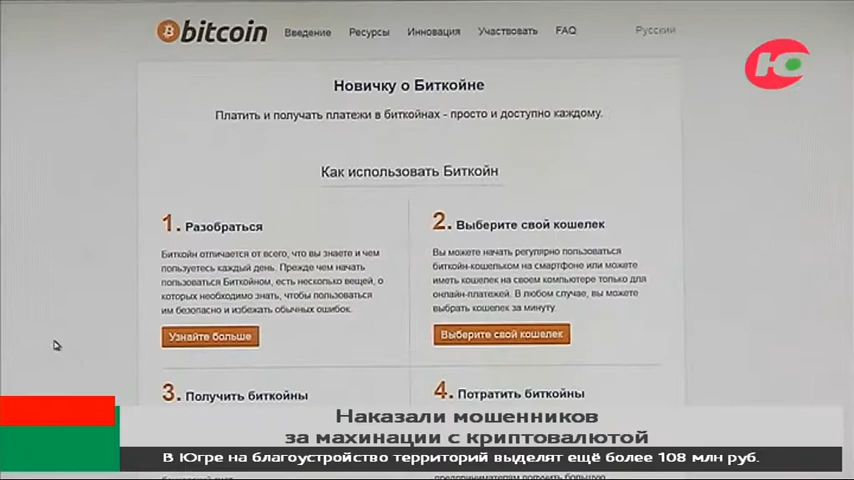 bitcoin Введение Ресурсы Инновация Участвовать FAQ Русский
Ю
Новичку о Биткойне
Платить и получать платежи в биткойнах - просто и доступно каждому.
Как использовать Биткойн
1. Разобраться
Биткойн отличается от всего, что вы знаете и чем
пользуетесь каждый день. Прежде чем начать
пользоваться Биткойном, есть несколько вещей, о
которых необходимо знать, чтобы пользоваться
им безопасно и избежать обычных ошибок.
Узнайте больше
2. Выберите свой кошелек
Вы можете начать регулярно пользоваться
биткойн-кошельком на смартфоне или можете
иметь кошелек на своем компьютере только для
онлайн-платежей. В любом случае, вы можете
выбрать кошелек за минуту.
Выберите свой кошелек
3. Получить биткойны
4. Потратить биткойны
Наказали мошенников
за махинации с криптовалютой
В Югре на благоустройство территорий выделят ещё более 108 млн руб.